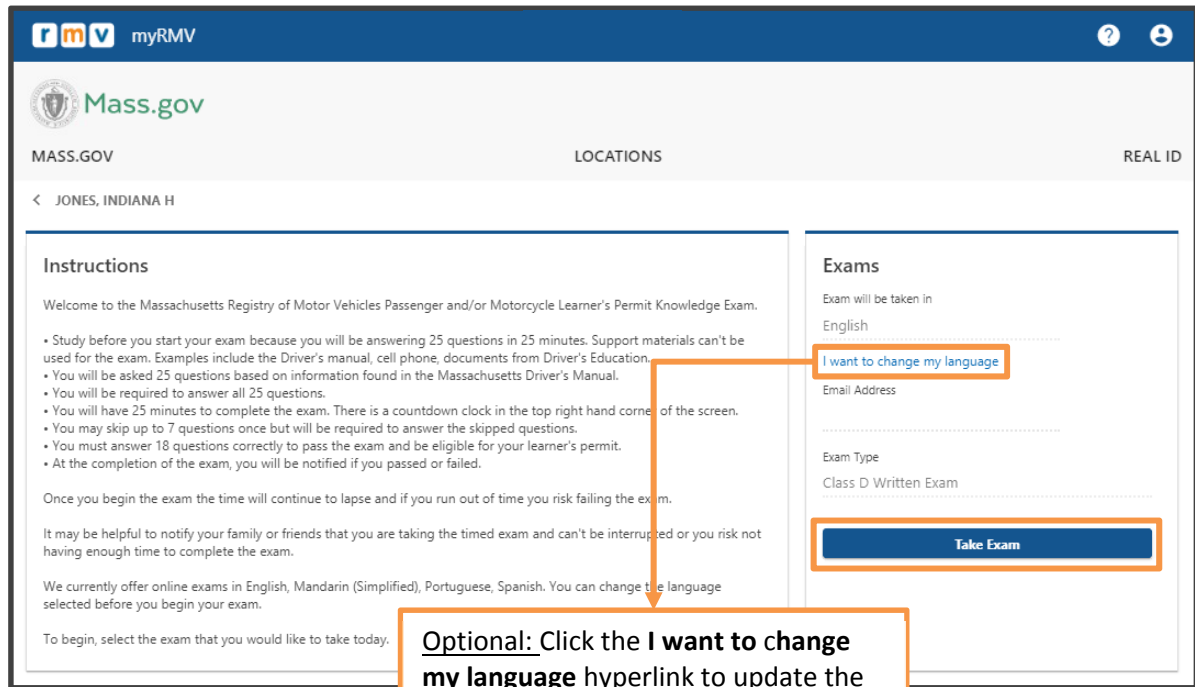 rmv myRMV
Mass.gov
MASS.GOV LOCATIONS REAL ID
< JONES, INDIANA H
Instructions
Welcome to the Massachusetts Registry of Motor Vehicles Passenger and/or Motorcycle Learner's Permit Knowledge Exam.
• Study before you start your exam because you will be answering 25 questions in 25 minutes. Support materials can't be
used for the exam. Examples include the Driver's manual, cell phone, documents from Driver's Education.
• You will be asked 25 questions based on information found in the Massachusetts Driver's Manual.
• You will be required to answer all 25 questions.
• You will have 25 minutes to complete the exam. There is a countdown clock in the top right hand corner of the screen.
• You may skip up to 7 questions once but will be required to answer the skipped questions.
• You must answer 18 questions correctly to pass the exam and be eligible for your learner's permit.
• At the completion of the exam, you will be notified if you passed or failed.
Once you begin the exam the time will continue to lapse and if you run out of time you risk failing the exam.
It may be helpful to notify your family or friends that you are taking the timed exam and can't be interrupted or you risk not
having enough time to complete the exam.
We currently offer online exams in English, Mandarin (Simplified), Portuguese, Spanish. You can change the language
selected before you begin your exam.
To begin, select the exam that you would like to take today.
Exams
Exam will be taken in
English
I want to change my language
Email Address
Exam Type
Class D Written Exam
Take Exam
Optional: Click the I want to change
my language hyperlink to update the